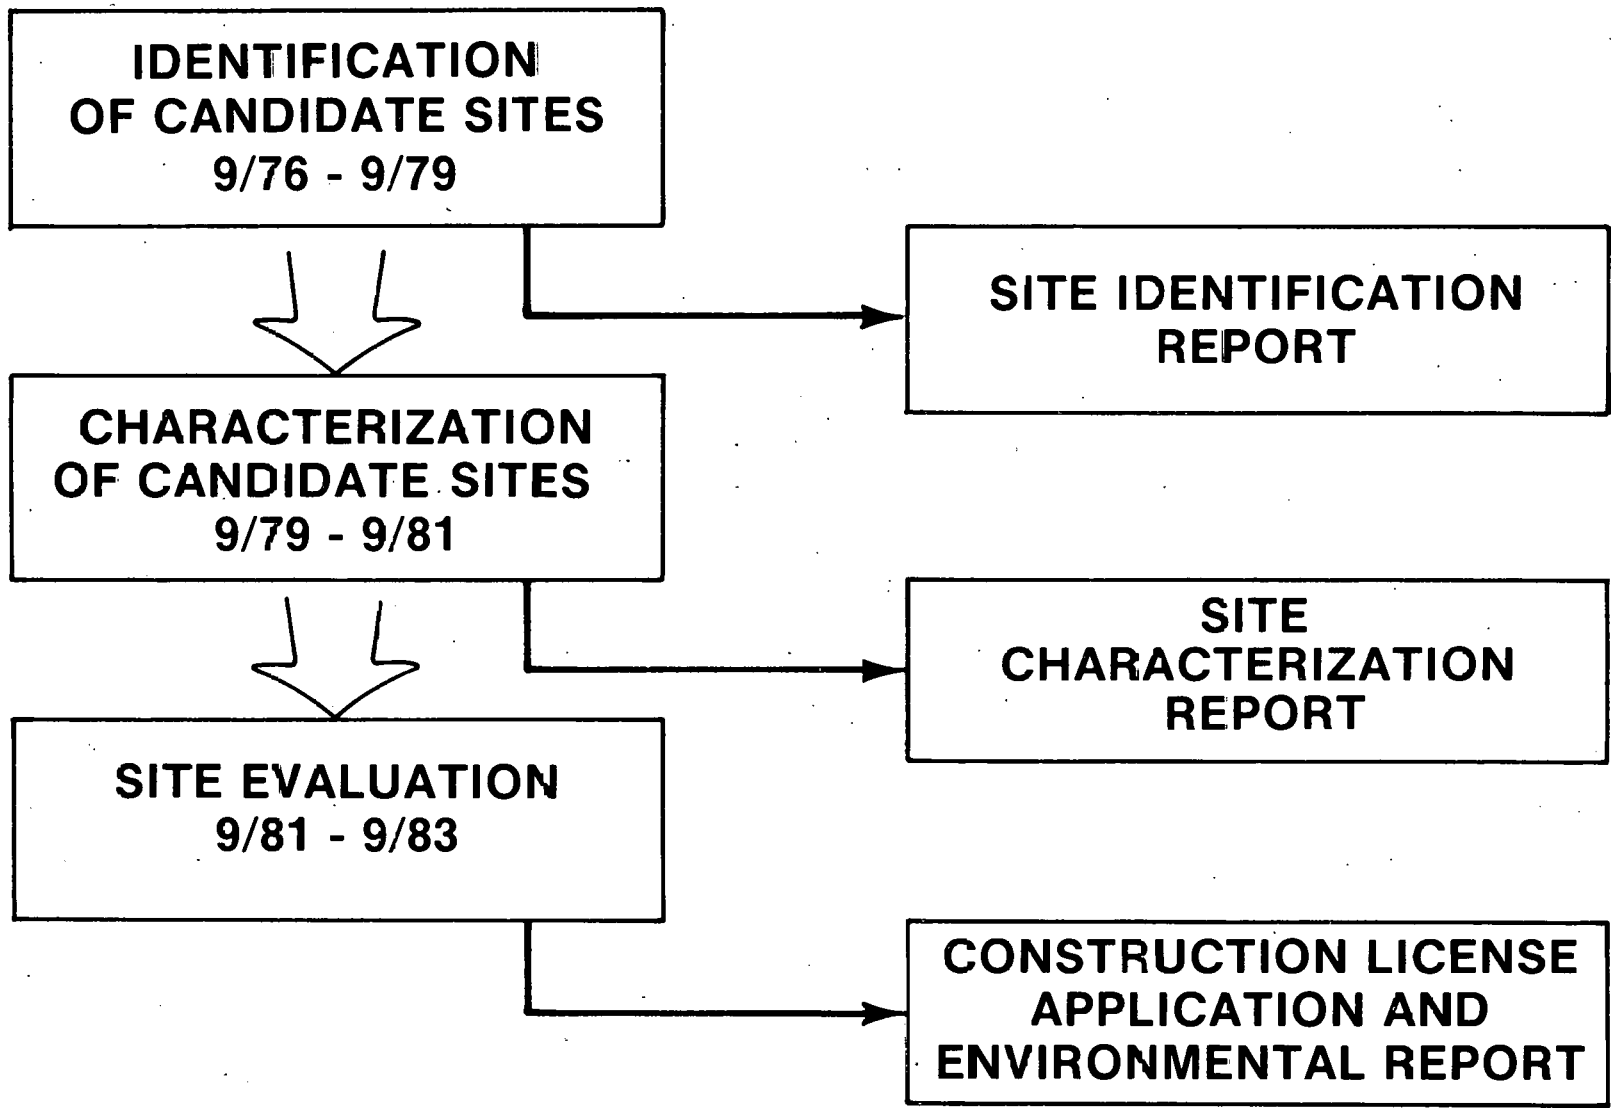 IDENTIFICATION
OF CANDIDATE SITES
9/76 - 9/79
SITE IDENTIFICATION
REPORT
CHARACTERIZATION
OF CANDIDATE SITES
9/79 - 9/81
SITE
CHARACTERIZATION
REPORT
SITE EVALUATION
9/81 - 9/83
CONSTRUCTION LICENSE
APPLICATION AND
ENVIRONMENTAL REPORT